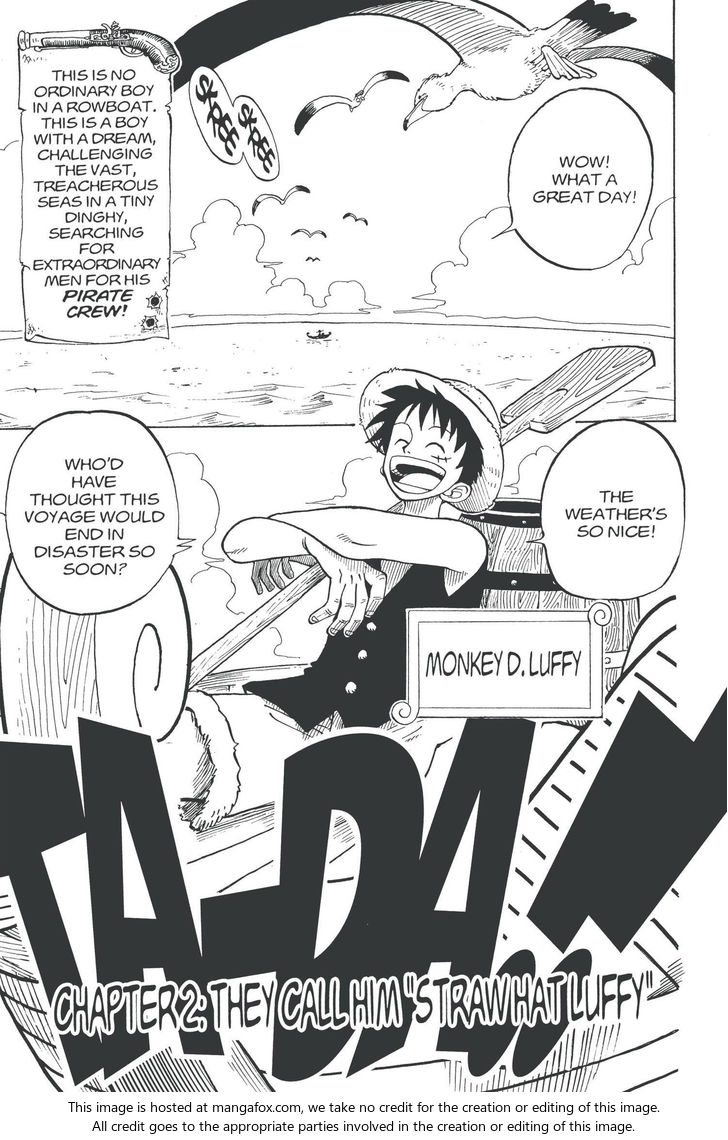 THIS IS NO
ORDINARY BOY
IN A ROWBOAT.
THIS IS A BOY
WITH A DREAM,
CHALLENGING
THE VAST,
TREACHEROUS
SEAS IN A TINY
DINGHY,
SEARCHING
FOR
EXTRAORDINARY
MEN FOR HIS
PIRATE
CREW!
SKREE
SKREE
WOW!
WHAT A
GREAT DAY!
THE
WEATHER'S
SO NICE!
WHO'D
HAVE
THOUGHT THIS
VOYAGE WOULD
END IN
DISASTER SO
SOON?
MONKEY D. LUFFY
TA-DA!!
CHAPTER 2: THEY CALL HIM "STRAW HAT LUFFY"
This image is hosted at mangafox.com, we take no credit for the creation or editing of this image.
All credit goes to the appropriate parties involved in the creation or editing of this image.